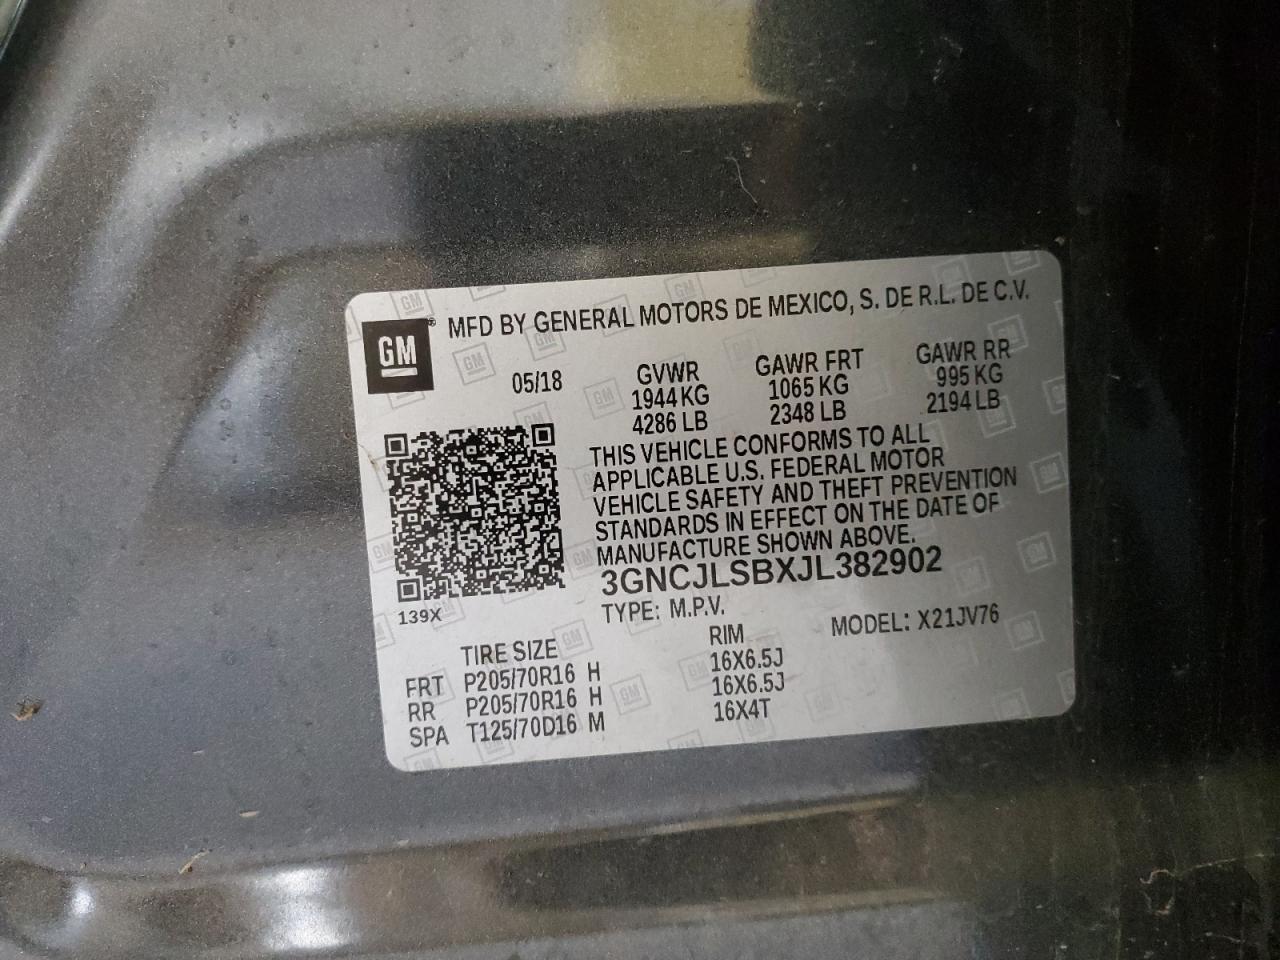 GM® MFD BY GENERAL MOTORS DE MEXICO, S. DE R.L. DE C.V.
05/18 GVWR GAWR FRT GAWR RR
1944 KG 1065 KG 995 KG
4286 LB 2348 LB 2194 LB
THIS VEHICLE CONFORMS TO ALL
APPLICABLE U.S. FEDERAL MOTOR
VEHICLE SAFETY AND THEFT PREVENTION
STANDARDS IN EFFECT ON THE DATE OF
MANUFACTURE SHOWN ABOVE.
3GNCJLSBXJL382902
139X TYPE: M.P.V. MODEL: X21JV76
TIRE SIZE RIM
FRT P205/70R16 H 16X6.5J
RR P205/70R16 H 16X6.5J
SPA T125/70D16 M 16X4T